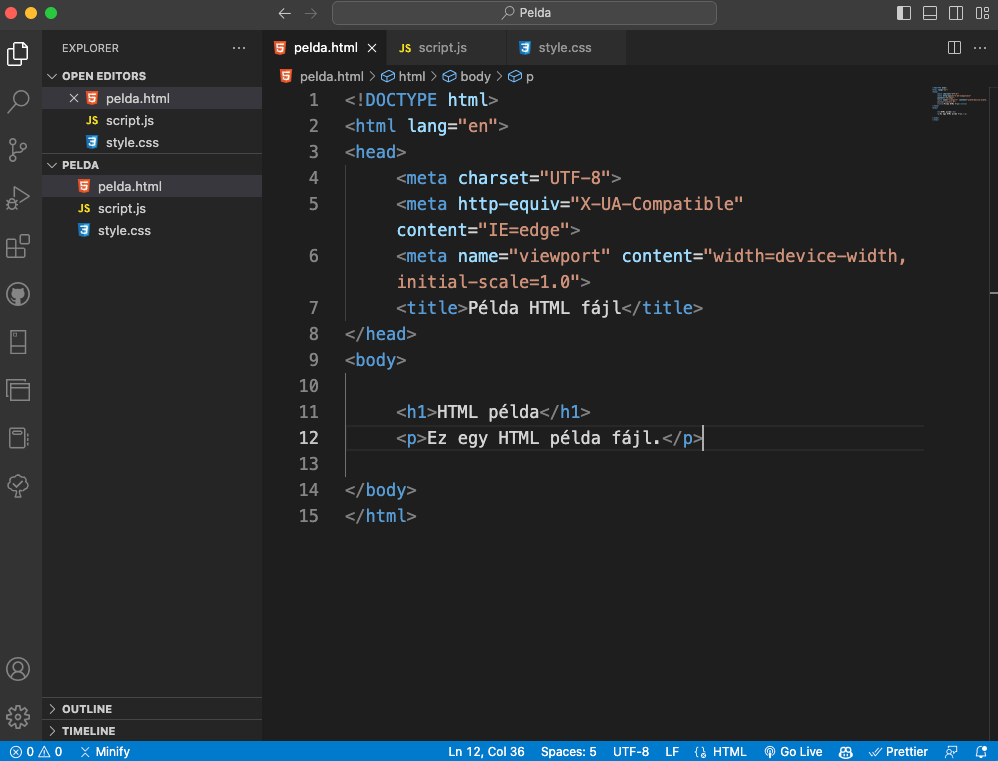 Pelda
EXPLORER
OPEN EDITORS
pelda.html
JS script.js
style.css
PELDA
pelda.html
JS script.js
style.css
OUTLINE
TIMELINE
pelda.html
JS script.js
style.css
pelda.html > html > body > p
1 <!DOCTYPE html>
2 <html lang="en">
3 <head>
4 <meta charset="UTF-8">
5 <meta http-equiv="X-UA-Compatible"
content="IE=edge">
6 <meta name="viewport" content="width=device-width,
initial-scale=1.0">
7 <title>Példa HTML fájl</title>
8 </head>
9 <body>
10
11 <h1>HTML példa</h1>
12 <p>Ez egy HTML példa fájl.</p>
13
14 </body>
15 </html>
0 0 Minify Ln 12, Col 36 Spaces: 5 UTF-8 LF HTML Go Live Prettier